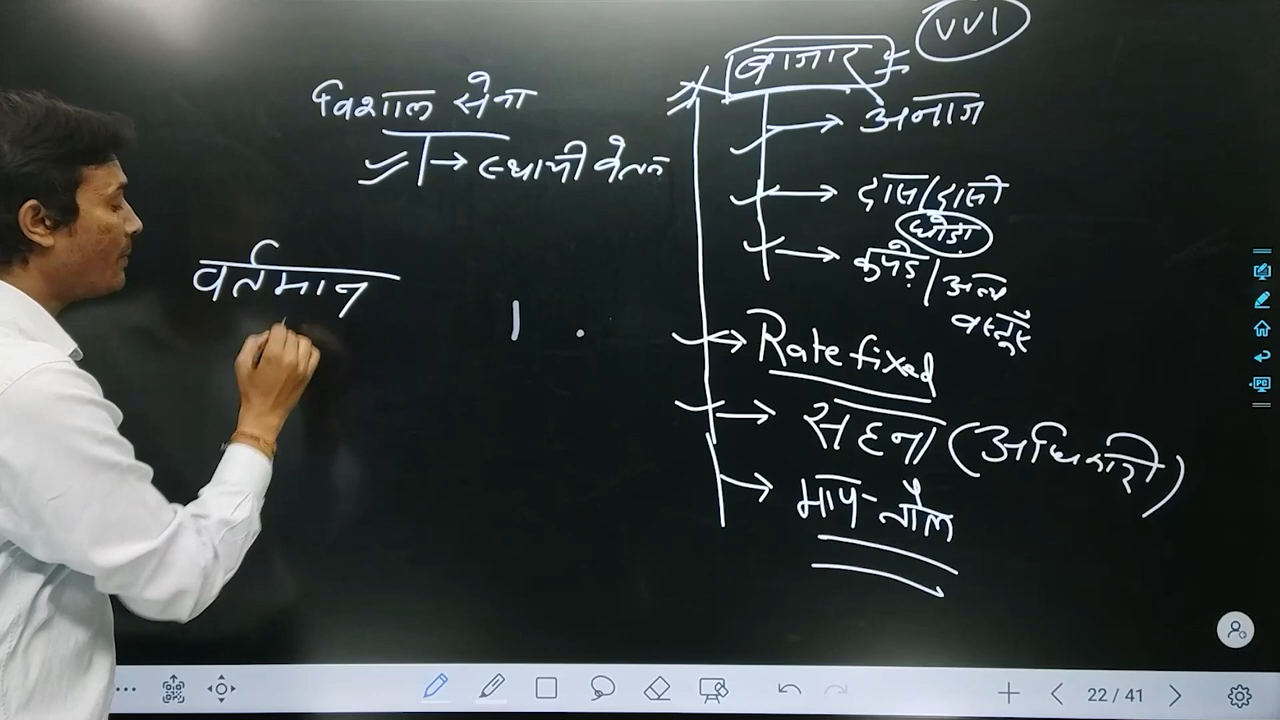 VVI
बाजार
विशाल सेना
→ स्थायी वेतन
→ अनाज
→ दास/दासी
घोड़ा
→ कपड़े/अन्य
वस्तुएँ
वर्तमान
→ Rate fixed
→ सहना (अधिकारी)
→ माप-तौल
22 / 41